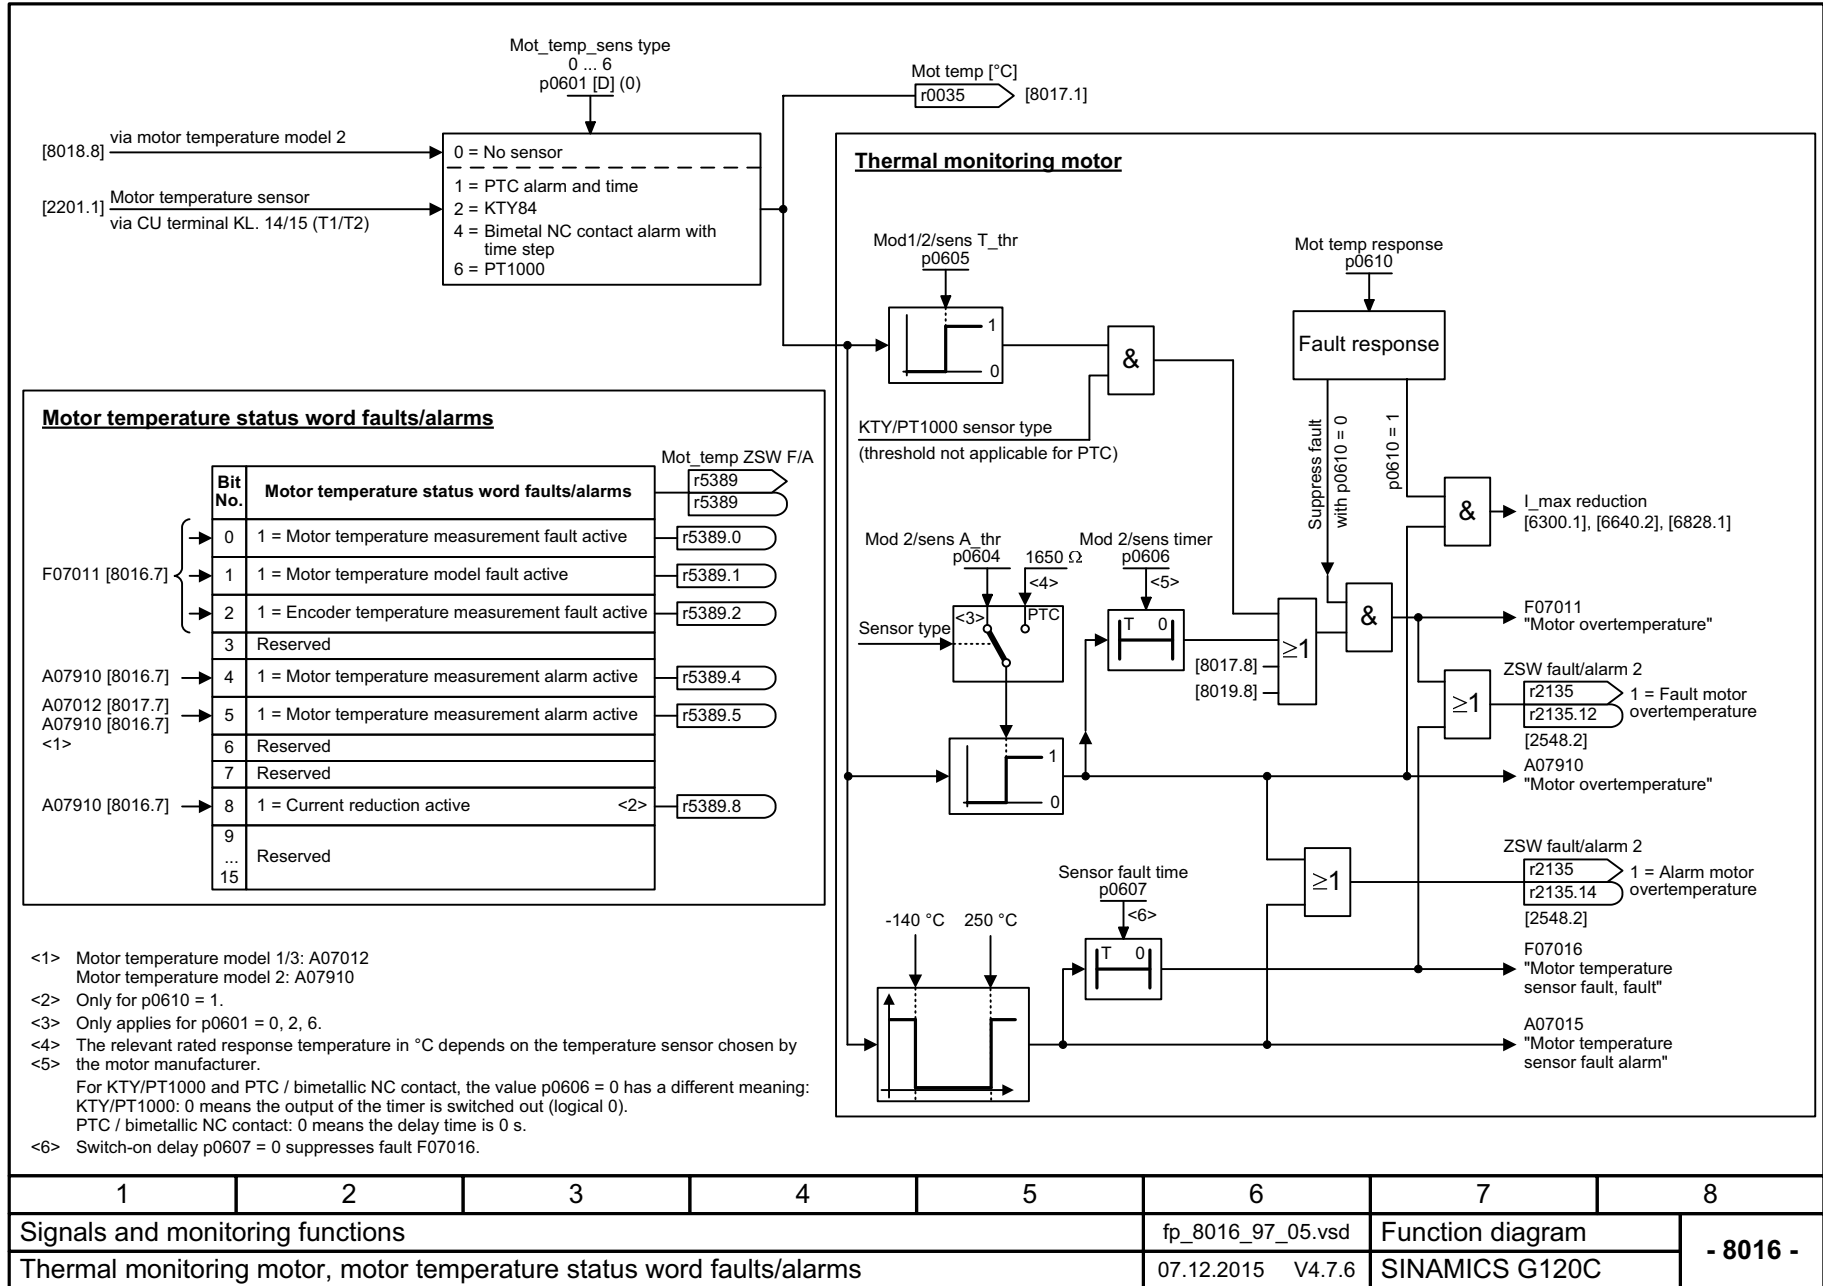 Mot_temp_sens type
0 ... 6
p0601 [D] (0)
Mot temp [°C]
r0035
[8017.1]
[8018.8]
via motor temperature model 2
[2201.1]
Motor temperature sensor
via CU terminal KL. 14/15 (T1/T2)
0 = No sensor
1 = PTC alarm and time
2 = KTY84
4 = Bimetal NC contact alarm with
time step
6 = PT1000
Thermal monitoring motor
Mod1/2/sens T_thr
p0605
1
0
&
KTY/PT1000 sensor type
(threshold not applicable for PTC)
Mot temp response
p0610
Fault response
Suppress fault
with p0610 = 0
p0610 = 1
&
I_max reduction
[6300.1], [6640.2], [6828.1]
Mod 2/sens A_thr
p0604
1650 Ω
<4>
<3>
PTC
Sensor type
Mod 2/sens timer
p0606
<5>
T 0
[8017.8]
[8019.8]
≥1
&
F07011
"Motor overtemperature"
ZSW fault/alarm 2
≥1
r2135
r2135.12
1 = Fault motor
overtemperature
[2548.2]
1
0
A07910
"Motor overtemperature"
ZSW fault/alarm 2
≥1
r2135
r2135.14
1 = Alarm motor
overtemperature
[2548.2]
Sensor fault time
p0607
<6>
T 0
-140 °C
250 °C
F07016
"Motor temperature
sensor fault, fault"
A07015
"Motor temperature
sensor fault alarm"
Motor temperature status word faults/alarms
Mot_temp ZSW F/A
Bit
No.
Motor temperature status word faults/alarms
r5389
r5389
F07011 [8016.7]
0 1 = Motor temperature measurement fault active r5389.0
1 1 = Motor temperature model fault active r5389.1
2 1 = Encoder temperature measurement fault active r5389.2
3 Reserved
A07910 [8016.7] 4 1 = Motor temperature measurement alarm active r5389.4
A07012 [8017.7]
A07910 [8016.7]
<1>
5 1 = Motor temperature measurement alarm active r5389.5
6 Reserved
7 Reserved
A07910 [8016.7] 8 1 = Current reduction active <2> r5389.8
9
...
15
Reserved
<1> Motor temperature model 1/3: A07012
Motor temperature model 2: A07910
<2> Only for p0610 = 1.
<3> Only applies for p0601 = 0, 2, 6.
<4> The relevant rated response temperature in °C depends on the temperature sensor chosen by
<5> the motor manufacturer.
For KTY/PT1000 and PTC / bimetallic NC contact, the value p0606 = 0 has a different meaning:
KTY/PT1000: 0 means the output of the timer is switched out (logical 0).
PTC / bimetallic NC contact: 0 means the delay time is 0 s.
<6> Switch-on delay p0607 = 0 suppresses fault F07016.
1 2 3 4 5 6 7 8
Signals and monitoring functions
fp_8016_97_05.vsd
Function diagram
- 8016 -
Thermal monitoring motor, motor temperature status word faults/alarms
07.12.2015 V4.7.6
SINAMICS G120C